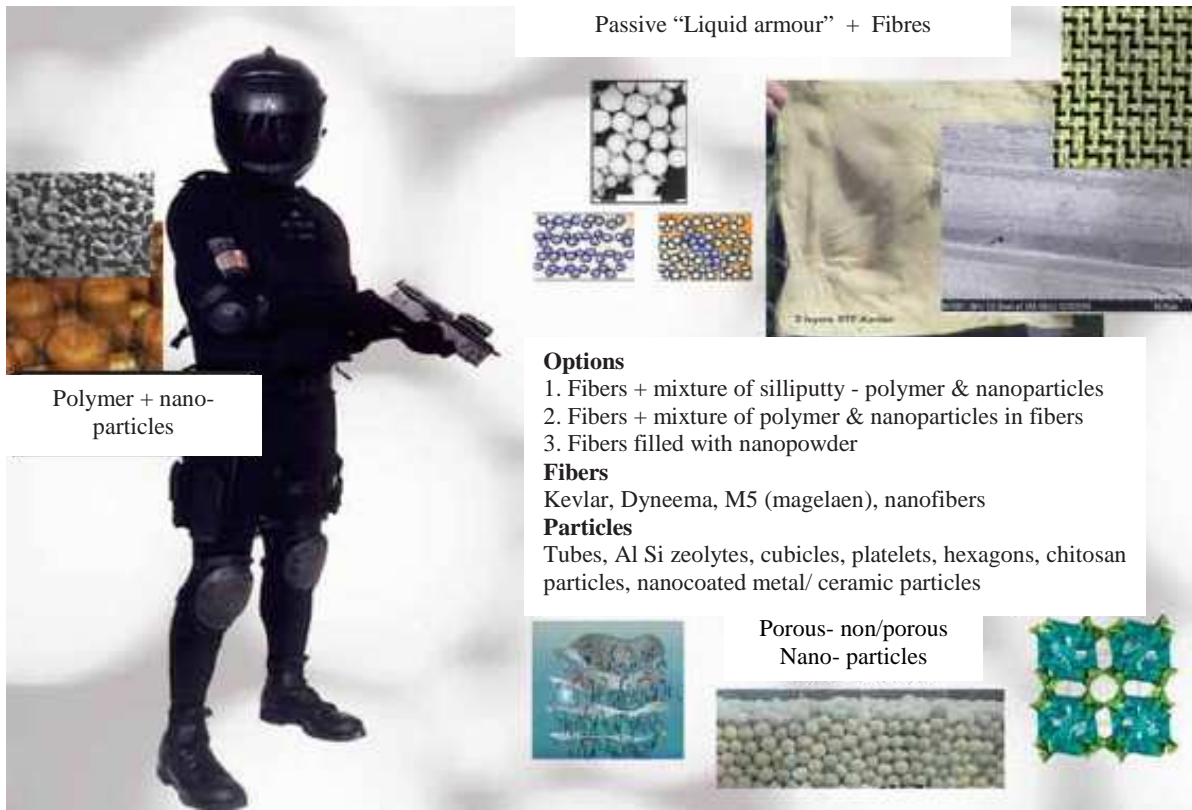 Passive “Liquid armour” + Fibres
Polymer + nano-
particles
Options
1. Fibers + mixture of silliputty - polymer & nanoparticles
2. Fibers + mixture of polymer & nanoparticles in fibers
3. Fibers filled with nanopowder
Fibers
Kevlar, Dyneema, M5 (magelaen), nanofibers
Particles
Tubes, Al Si zeolytes, cubicles, platelets, hexagons, chitosan
particles, nanocoated metal/ ceramic particles
Porous- non/porous
Nano- particles